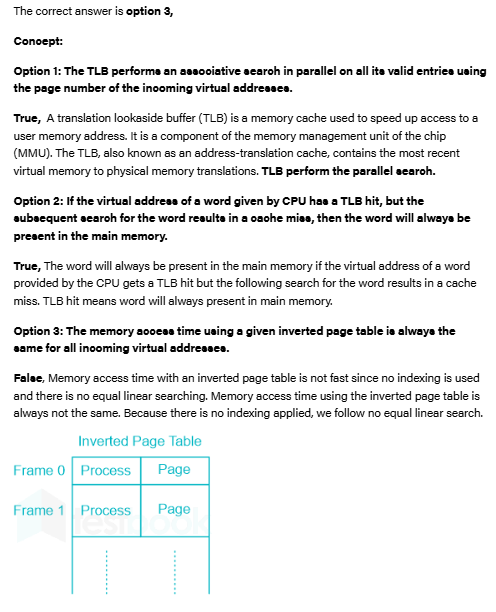 The correct answer is option 3,
Concept:
Option 1: The TLB performs an associative search in parallel on all its valid entries using
the page number of the incoming virtual addresses.
True, A translation lookaside buffer (TLB) is a memory cache used to speed up access to a
user memory address. It is a component of the memory management unit of the chip
(MMU). The TLB, also known as an address-translation cache, contains the most recent
virtual memory to physical memory translations. TLB perform the parallel search.
Option 2: If the virtual address of a word given by CPU has a TLB hit, but the
subsequent search for the word results in a cache miss, then the word will always be
present in the main memory.
True, The word will always be present in the main memory if the virtual address of a word
provided by the CPU gets a TLB hit but the following search for the word results in a cache
miss. TLB hit means word will always present in main memory.
Option 3: The memory access time using a given inverted page table is always the
same for all incoming virtual addresses.
False, Memory access time with an inverted page table is not fast since no indexing is used
and there is no equal linear searching. Memory access time using the inverted page table is
always not the same. Because there is no indexing applied, we follow no equal linear search.
Inverted Page Table
Frame 0 Process Page
Frame 1 Process Page